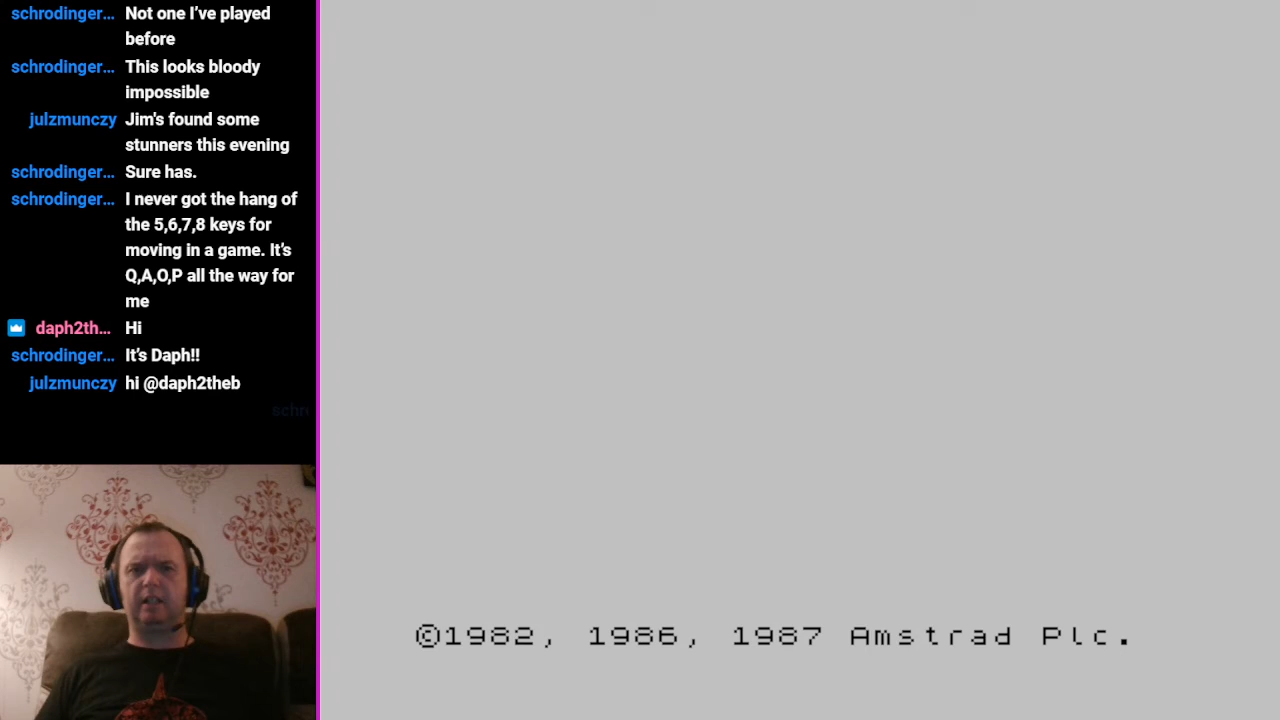 schrodinger... Not one I've played
before
schrodinger... This looks bloody
impossible
julzmunczy Jim's found some
stunners this evening
schrodinger... Sure has.
schrodinger... I never got the hang of
the 5,6,7,8 keys for
moving in a game. It's
Q,A,O,P all the way for
me
daph2th... Hi
schrodinger... It's Daph!!
julzmunczy hi @daph2theb
schro
©1982, 1986, 1987 Amstrad Plc.